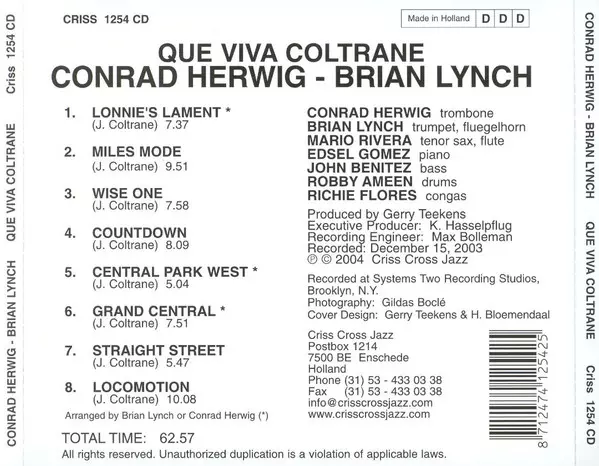 CRISS 1254 CD
Made in Holland D D D
QUE VIVA COLTRANE
CONRAD HERWIG - BRIAN LYNCH
1. LONNIE'S LAMENT *
(J. Coltrane) 7.37
2. MILES MODE
(J. Coltrane) 9.51
3. WISE ONE
(J. Coltrane) 7.58
4. COUNTDOWN
(J. Coltrane) 8.09
5. CENTRAL PARK WEST *
(J. Coltrane) 5.04
6. GRAND CENTRAL *
(J. Coltrane) 7.51
7. STRAIGHT STREET
(J. Coltrane) 5.47
8. LOCOMOTION
(J. Coltrane) 10.08
Arranged by Brian Lynch or Conrad Herwig (*)
TOTAL TIME: 62.57
CONRAD HERWIG trombone
BRIAN LYNCH trumpet, fluegelhorn
MARIO RIVERA tenor sax, flute
EDSEL GOMEZ piano
JOHN BENITEZ bass
ROBBY AMEEN drums
RICHIE FLORES congas
Produced by Gerry Teekens
Executive Producer: K. Hasselpflug
Recording Engineer: Max Bolleman
Recorded: December 15, 2003
℗ © 2004 Criss Cross Jazz
Recorded at Systems Two Recording Studios,
Brooklyn, N.Y.
Photography: Gildas Boclé
Cover Design: Gerry Teekens & H. Bloemendaal
Criss Cross Jazz
Postbox 1214
7500 BE Enschede
Holland
Phone (31) 53 - 433 03 38
Fax (31) 53 - 433 03 38
info@crisscrossjazz.com
www.crisscrossjazz.com
8 712474 125425
All rights reserved. Unauthorized duplication is a violation of applicable laws.
CONRAD HERWIG - BRIAN LYNCH QUE VIVA COLTRANE Criss 1254 CD
CONRAD HERWIG - BRIAN LYNCH QUE VIVA COLTRANE Criss 1254 CD